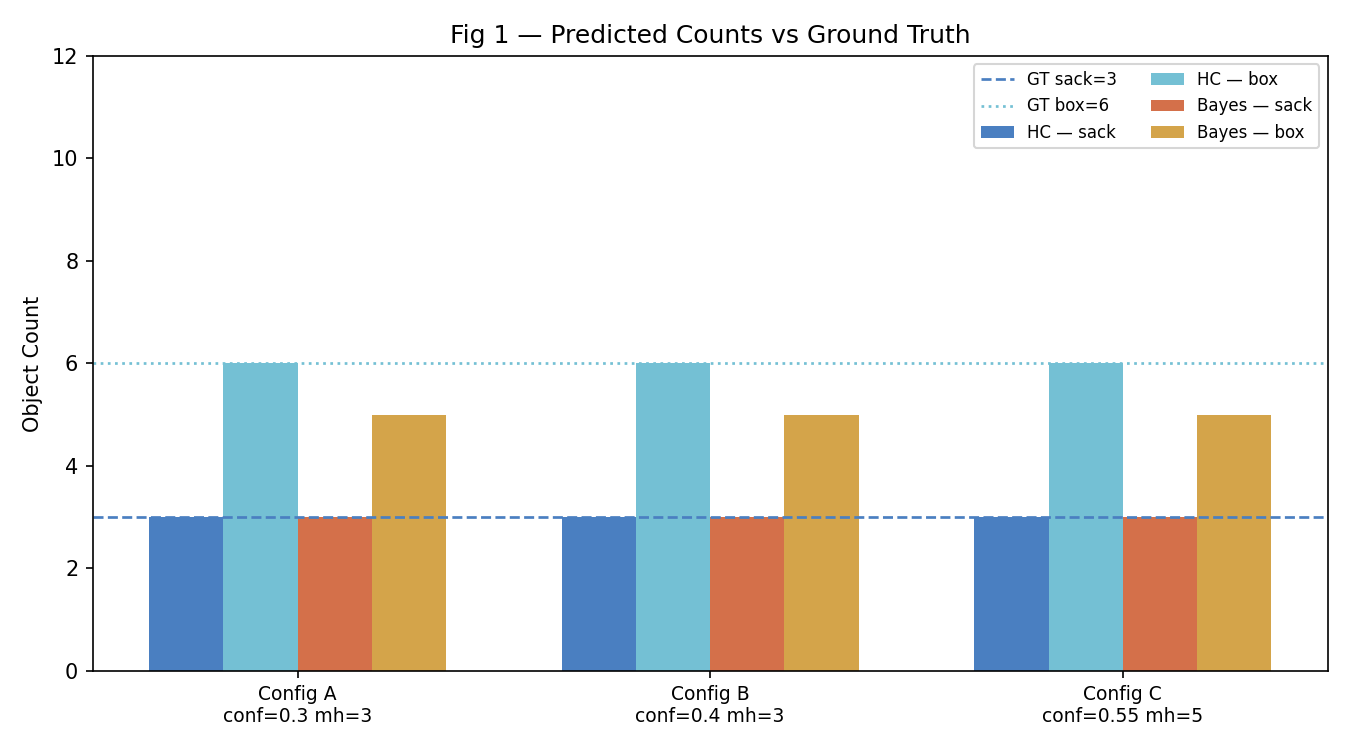 Fig 1 — Predicted Counts vs Ground Truth
12
10
8
6
4
2
0
Object Count
GT sack=3
GT box=6
HC — sack
HC — box
Bayes — sack
Bayes — box
Config A
conf=0.3 mh=3
Config B
conf=0.4 mh=3
Config C
conf=0.55 mh=5